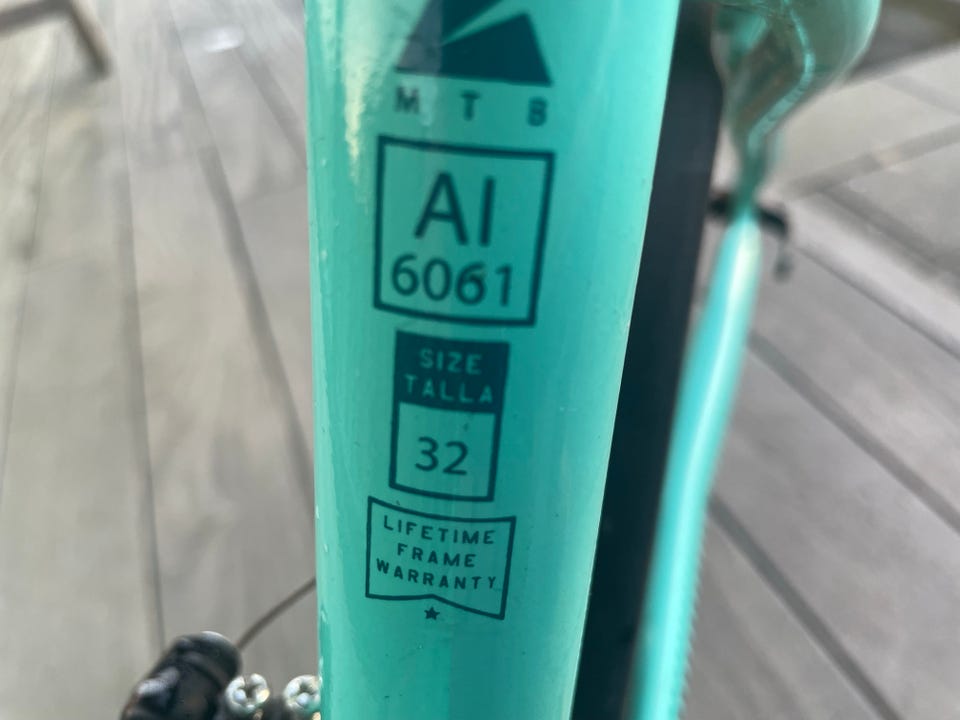 MTB
Al
6061
SIZE
TALLA
32
LIFETIME
FRAME
WARRANTY